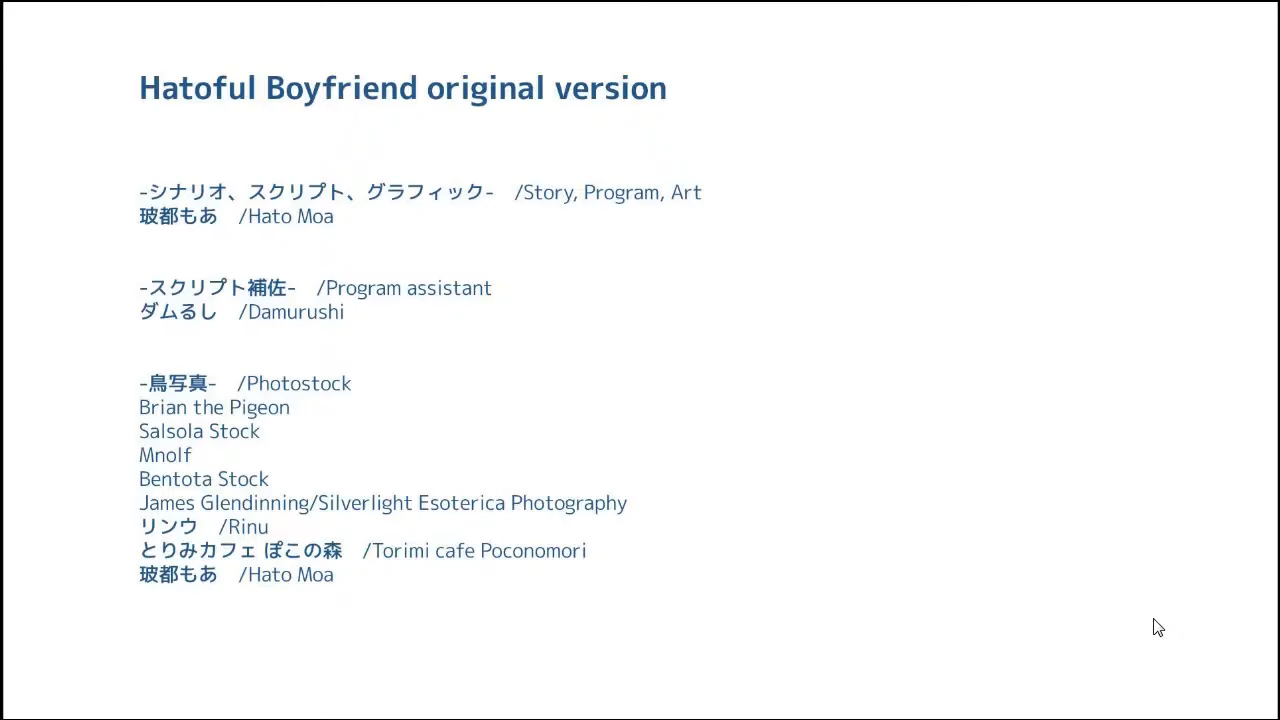 Hatoful Boyfriend original version
-シナリオ、スクリプト、グラフィック-　/Story, Program, Art
玻都もあ　/Hato Moa
-スクリプト補佐-　/Program assistant
ダムるし　/Damurushi
-鳥写真-　/Photostock
Brian the Pigeon
Salsola Stock
Mnolf
Bentota Stock
James Glendinning/Silverlight Esoterica Photography
リンウ　/Rinu
とりみカフェ ぽこの森　/Torimi cafe Poconomori
玻都もあ　/Hato Moa